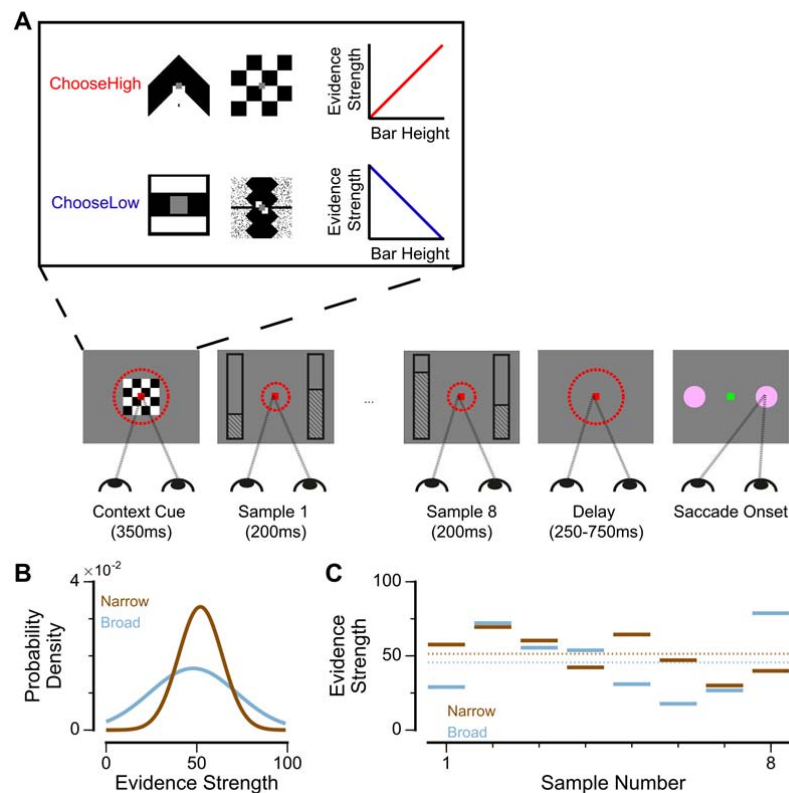 A
ChooseHigh
Evidence
Strength
Bar Height
ChooseLow
Evidence
Strength
Bar Height
...
Context Cue
(350ms)
Sample 1
(200ms)
Sample 8
(200ms)
Delay
(250-750ms)
Saccade Onset
B
4
×10⁻²
Narrow
Broad
Probability
Density
0
0
50
100
Evidence Strength
C
100
50
0
Evidence
Strength
Narrow
Broad
1
8
Sample Number